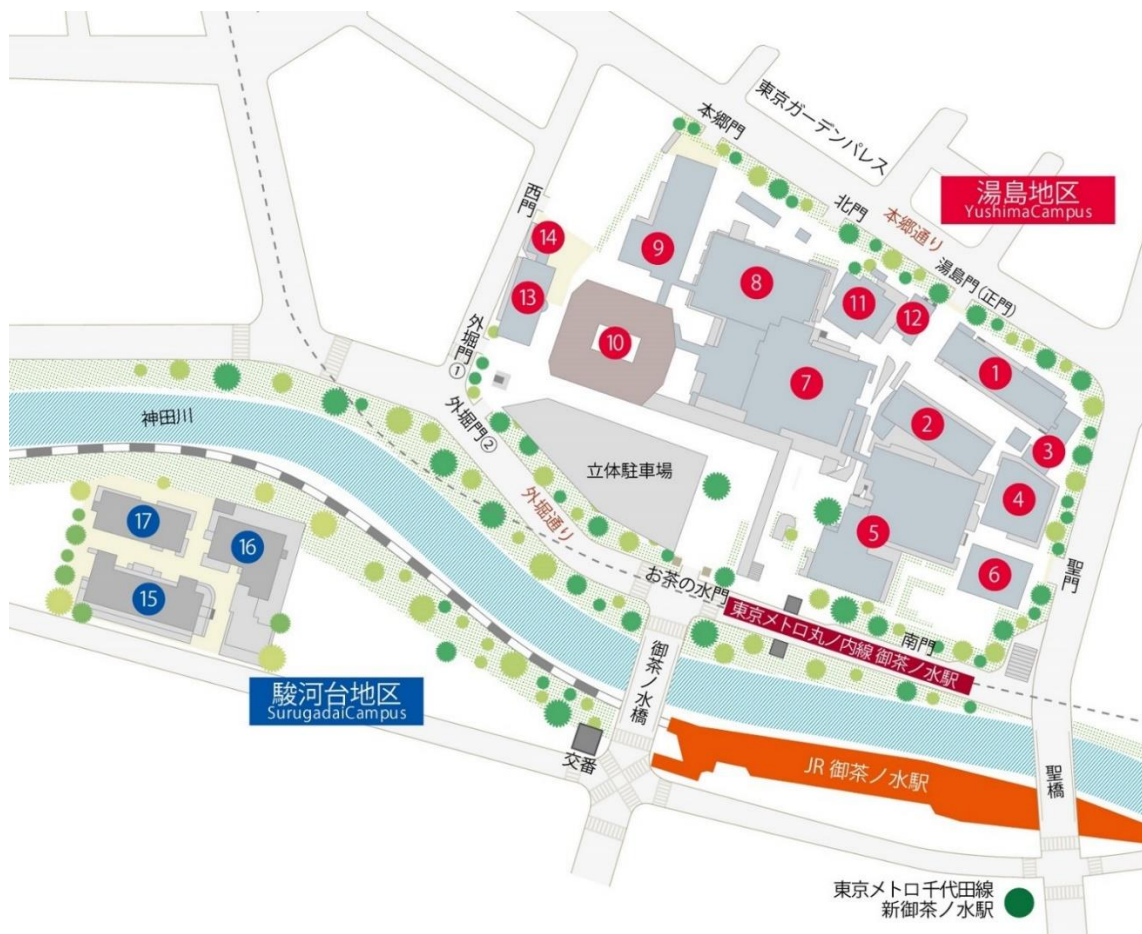 本郷門
東京ガーデンパレス
湯島地区
YushimaCampus
西門
北門
本郷通り
14
9
湯島門(正門)
8
11
13
12
10
1
外堀門①
7
2
神田川
外堀門②
3
立体駐車場
4
外堀通り
5
17
16
聖門
6
15
お茶の水門
東京メトロ丸ノ内線 御茶ノ水駅
南門
駿河台地区
SurugadaiCampus
御茶ノ水橋
交番
JR 御茶ノ水駅
聖橋
東京メトロ千代田線
新御茶ノ水駅